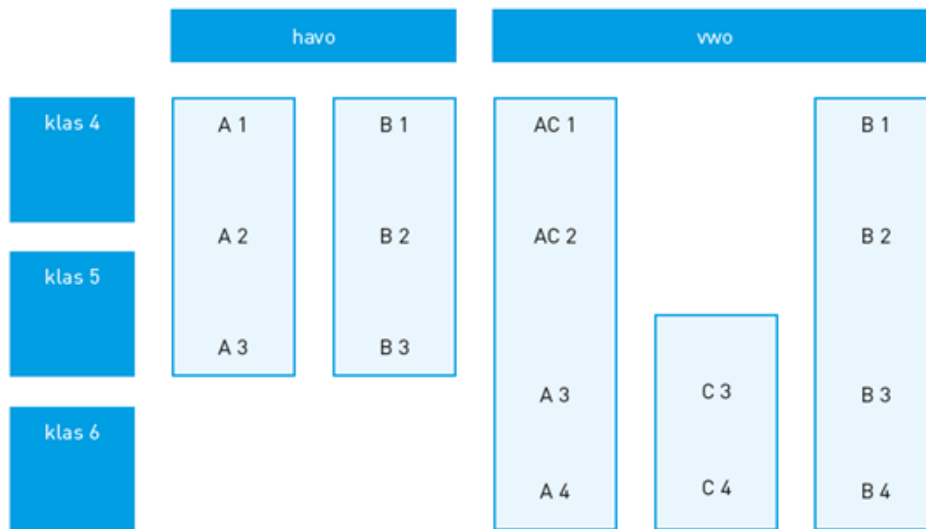 havo vwo
klas 4 A 1 B 1 AC 1 B 1
A 2 B 2 AC 2 B 2
klas 5
A 3 B 3
A 3 C 3 B 3
klas 6
A 4 C 4 B 4